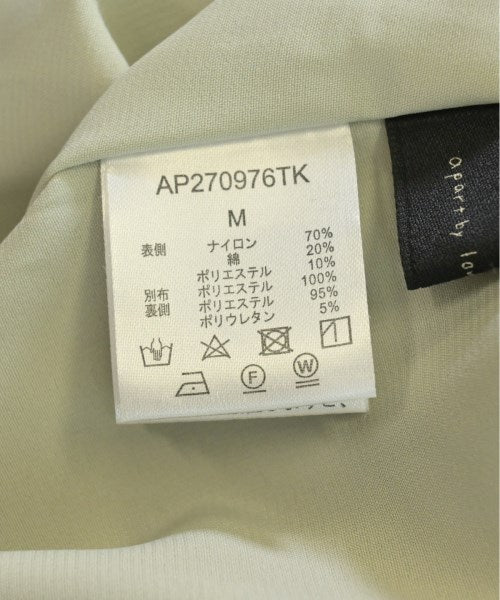 AP270976TK
M
表側 ナイロン 70%
綿 20%
ポリエステル 10%
別布 ポリエステル 100%
裏側 ポリエステル 95%
ポリウレタン 5%
F W
apart by